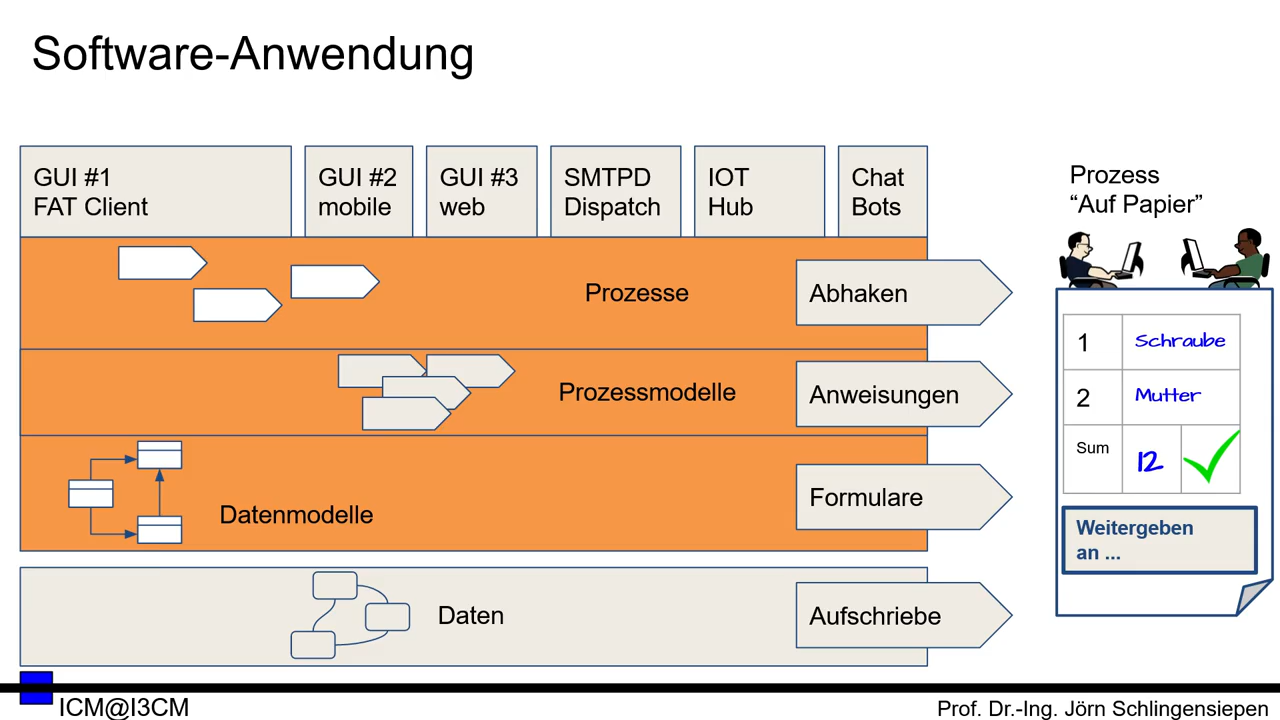 Software-Anwendung
GUI #1
FAT Client
GUI #2
mobile
GUI #3
web
SMTPD
Dispatch
IOT
Hub
Chat
Bots
Prozess
“Auf Papier”
Prozesse
Abhaken
Prozessmodelle
Anweisungen
Datenmodelle
Formulare
Daten
Aufschriebe
1
Schraube
2
Mutter
Sum
12
Weitergeben
an ...
ICM@I3CM
Prof. Dr.-Ing. Jörn Schlingensiepen